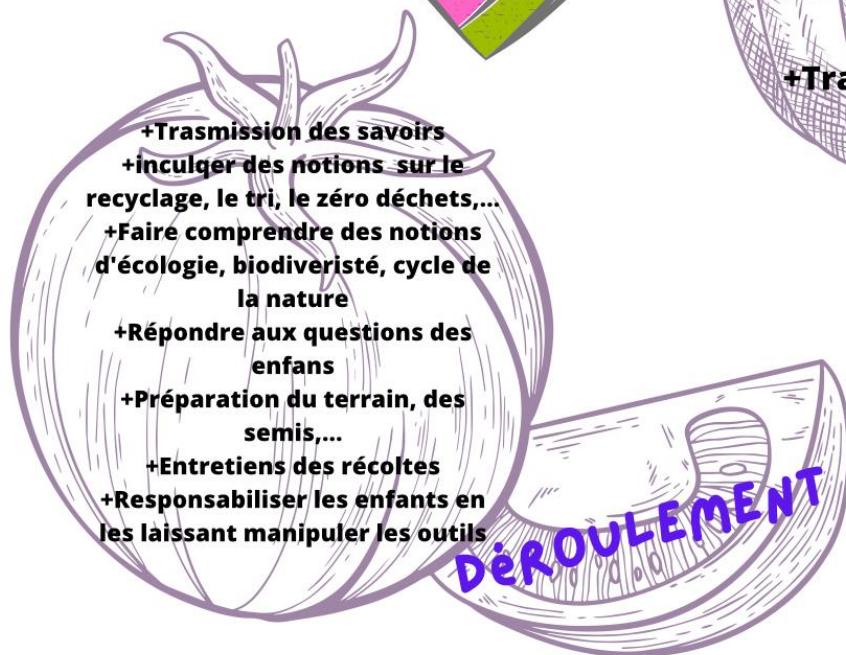 +Tra
+Trasmission des savoirs
+inculqer des notions sur le
recyclage, le tri, le zéro déchets,...
+Faire comprendre des notions
d'écologie, biodiveristé, cycle de
la nature
+Répondre aux questions des
enfans
+Préparation du terrain, des
semis,...
+Entretiens des récoltes
+Responsabiliser les enfants en
les laissant manipuler les outils
DéROULEMENT